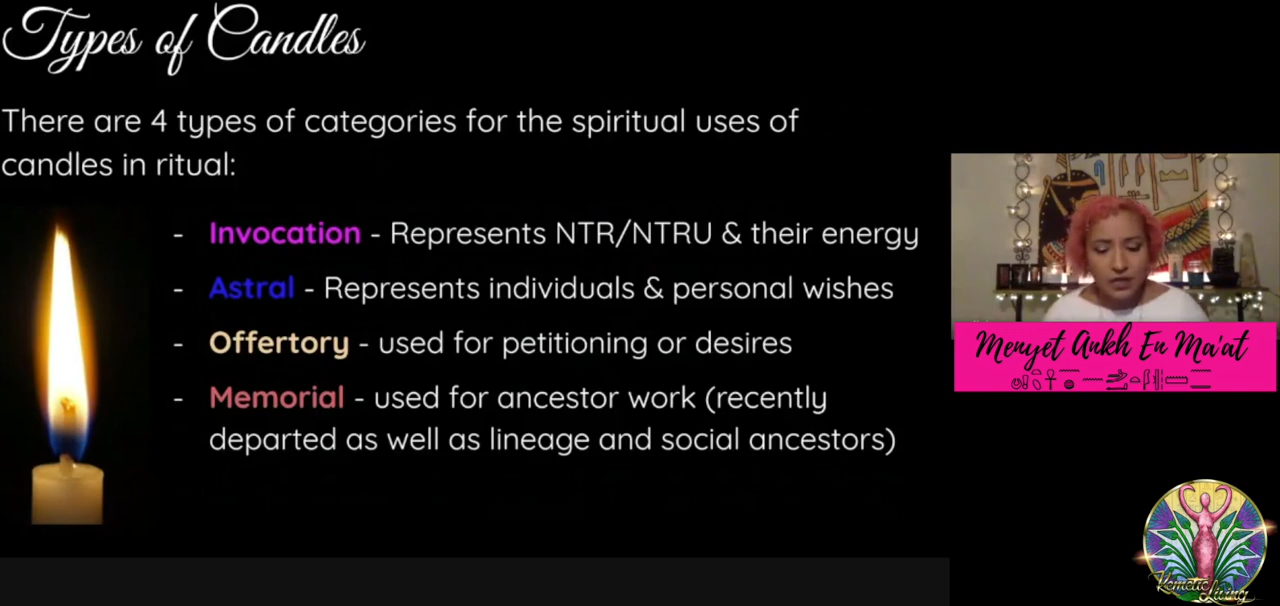 Types of Candles
There are 4 types of categories for the spiritual uses of
candles in ritual:
- Invocation - Represents NTR/NTRU & their energy
- Astral - Represents individuals & personal wishes
- Offertory - used for petitioning or desires
- Memorial - used for ancestor work (recently
departed as well as lineage and social ancestors)
Menyet Ankh En Ma'at
Kemetic Living